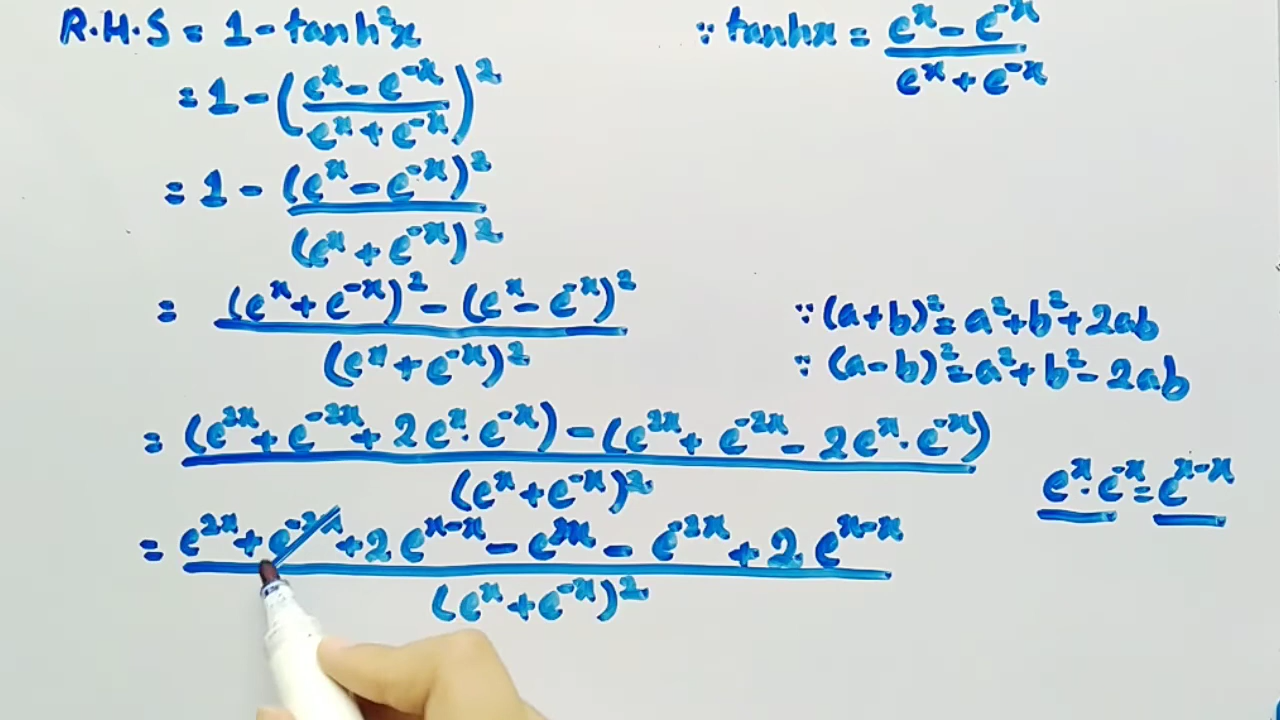 R.H.S = 1 - tanh²x
∵ tanhx = (eˣ - e⁻ˣ) / (eˣ + e⁻ˣ)
= 1 - ((eˣ - e⁻ˣ) / (eˣ + e⁻ˣ))²
= 1 - (eˣ - e⁻ˣ)² / (eˣ + e⁻ˣ)²
= ((eˣ + e⁻ˣ)² - (eˣ - e⁻ˣ)²) / (eˣ + e⁻ˣ)²
∵ (a+b)² = a² + b² + 2ab
∵ (a-b)² = a² + b² - 2ab
= ((e²ˣ + e⁻²ˣ + 2eˣ·e⁻ˣ) - (e²ˣ + e⁻²ˣ - 2eˣ·e⁻ˣ)) / (eˣ + e⁻ˣ)²
eˣ·e⁻ˣ = eˣ⁻ˣ
= (e²ˣ + e⁻²ˣ + 2eˣ⁻ˣ - e²ˣ - e⁻²ˣ + 2eˣ⁻ˣ) / (eˣ + e⁻ˣ)²